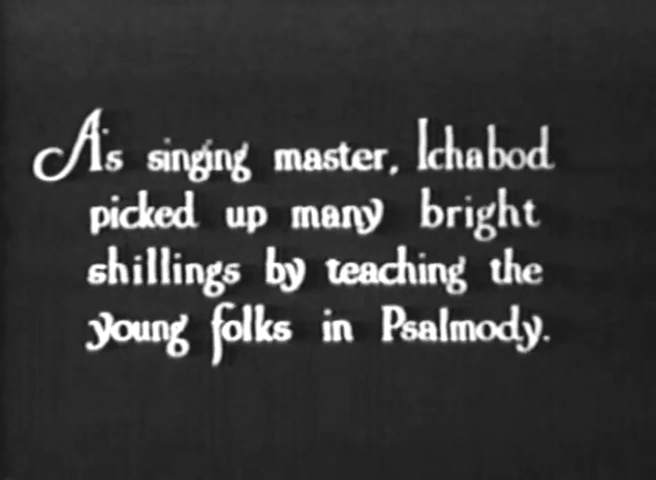 As singing master, Ichabod
picked up many bright
shillings by teaching the
young folks in Psalmody.